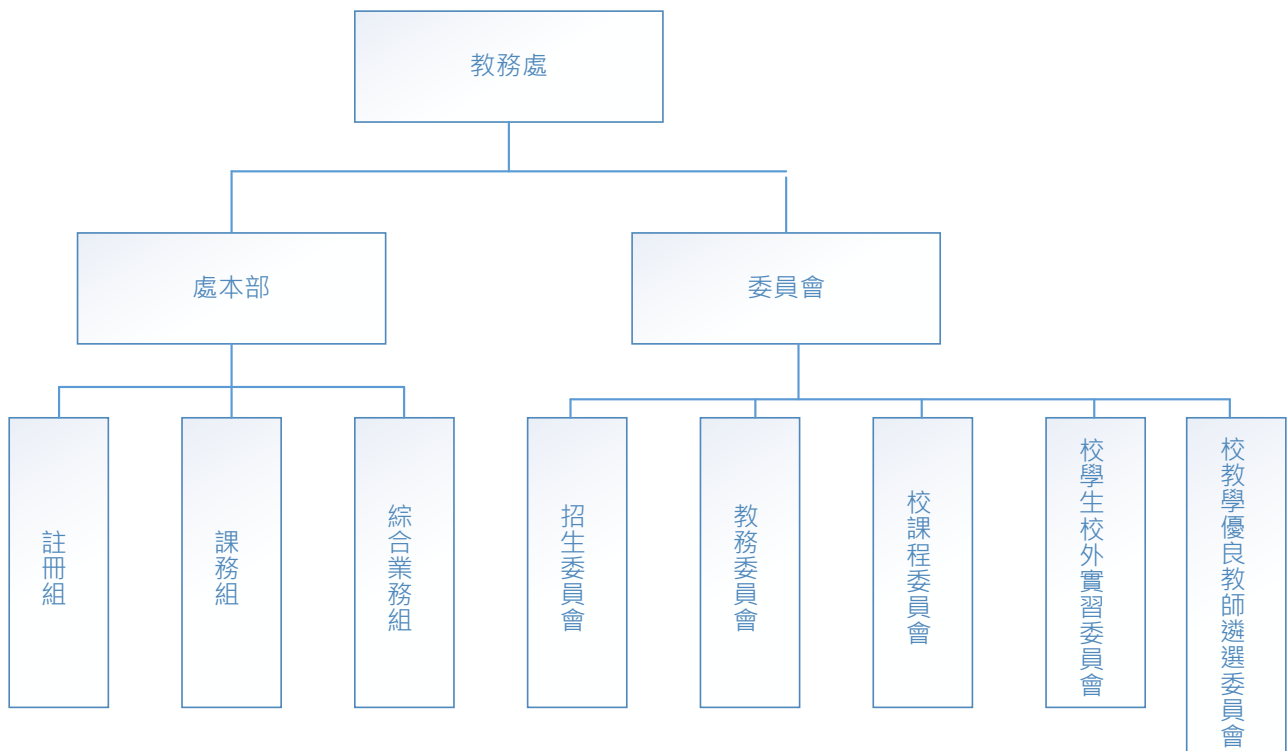 教務處
處本部
委員會
註冊組
課務組
綜合業務組
招生委員會
教務委員會
校課程委員會
校學生校外實習委員會
校教學優良教師遴選委員會